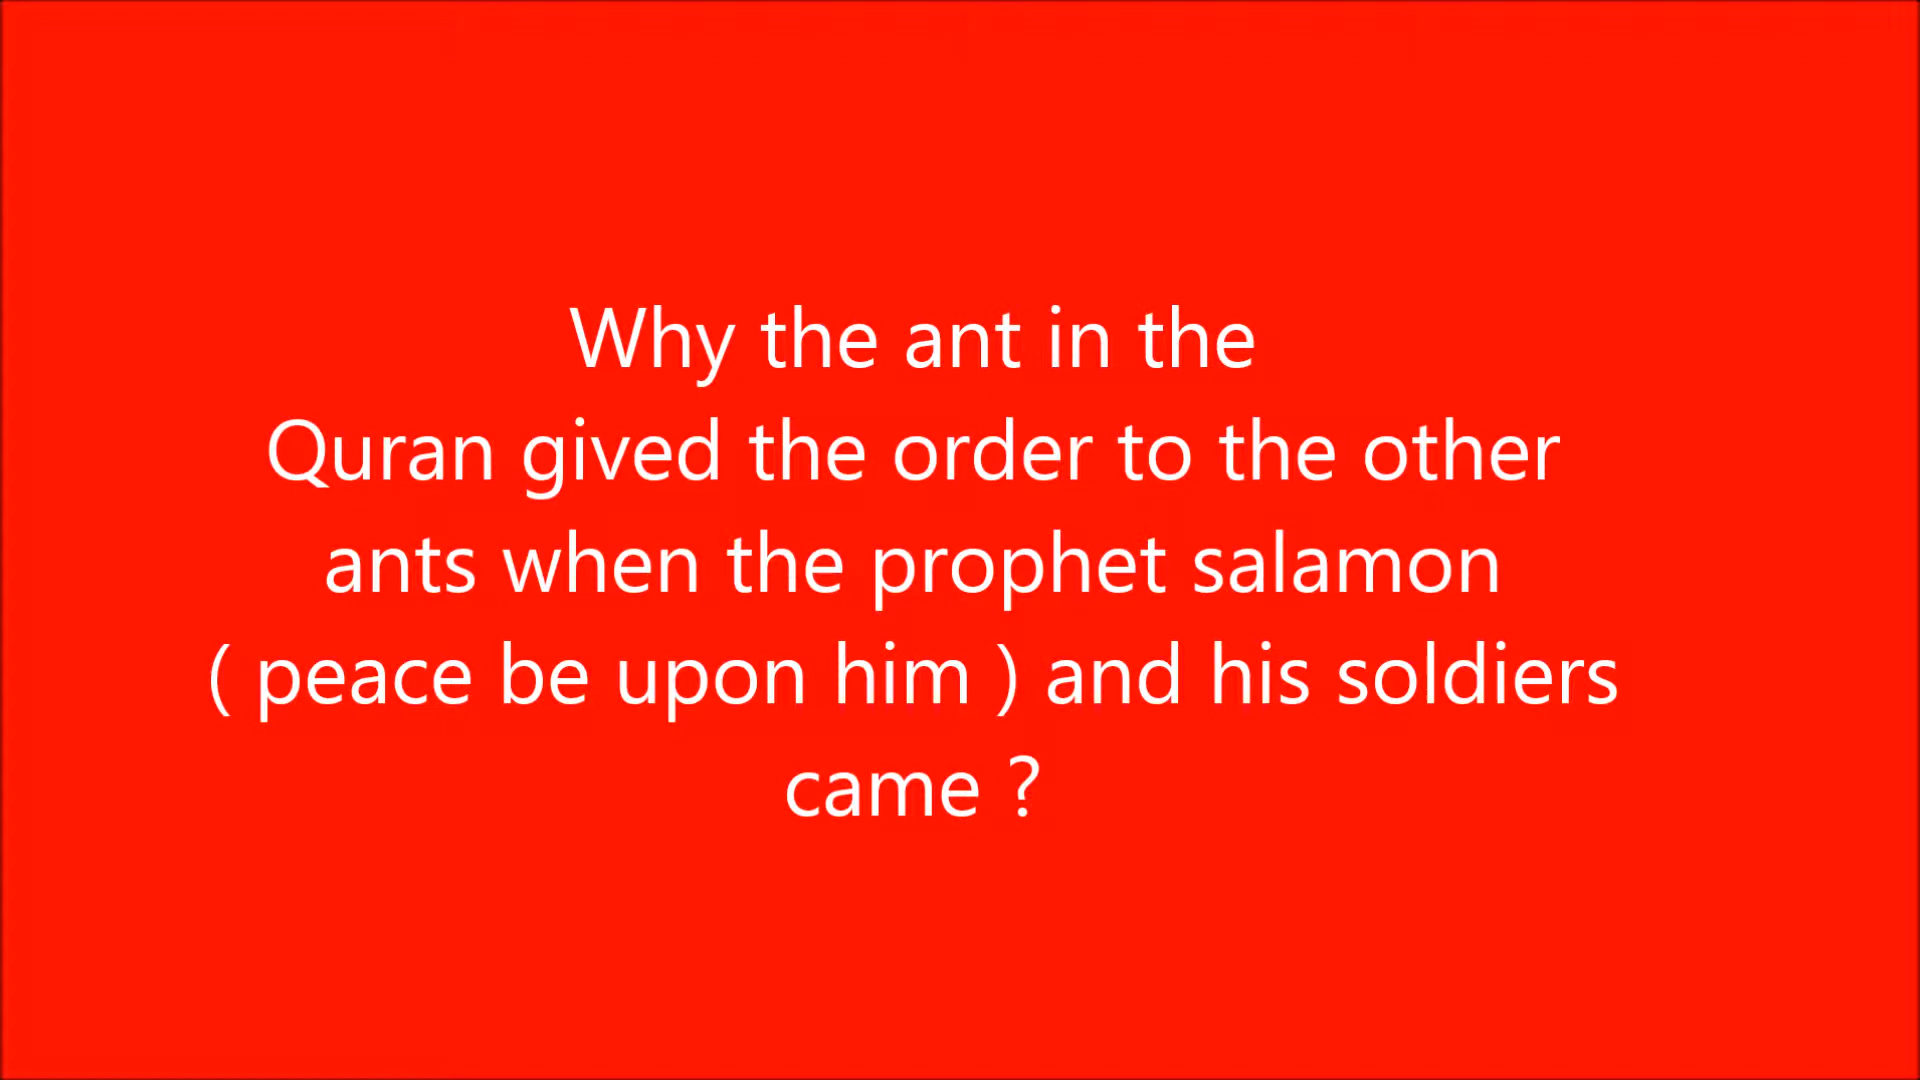 Why the ant in the
Quran gived the order to the other
ants when the prophet salamon
( peace be upon him ) and his soldiers
came ?